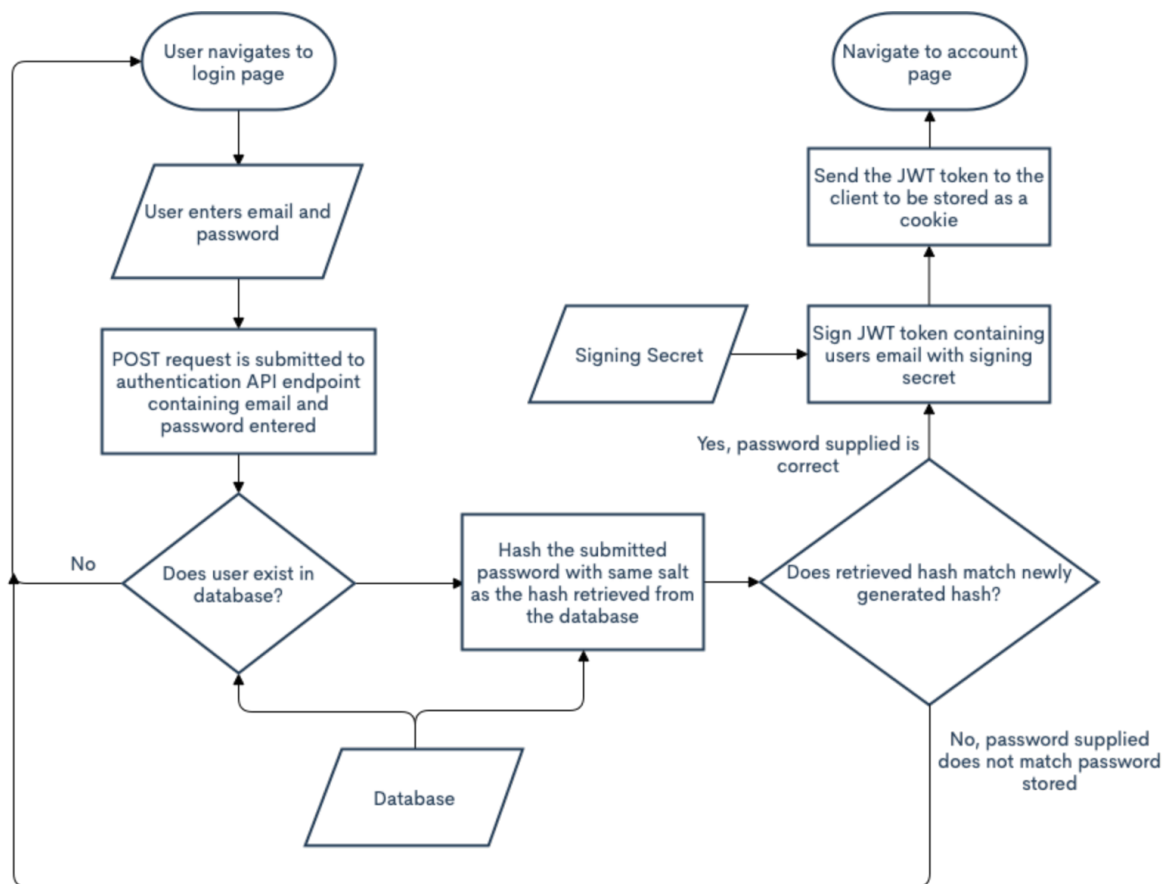 User navigates to
login page
User enters email and
password
POST request is submitted to
authentication API endpoint
containing email and
password entered
No
Does user exist in
database?
Database
Hash the submitted
password with same salt
as the hash retrieved from
the database
Does retrieved hash match newly
generated hash?
No, password supplied
does not match password
stored
Yes, password supplied is
correct
Signing Secret
Sign JWT token containing
users email with signing
secret
Send the JWT token to the
client to be stored as a
cookie
Navigate to account
page